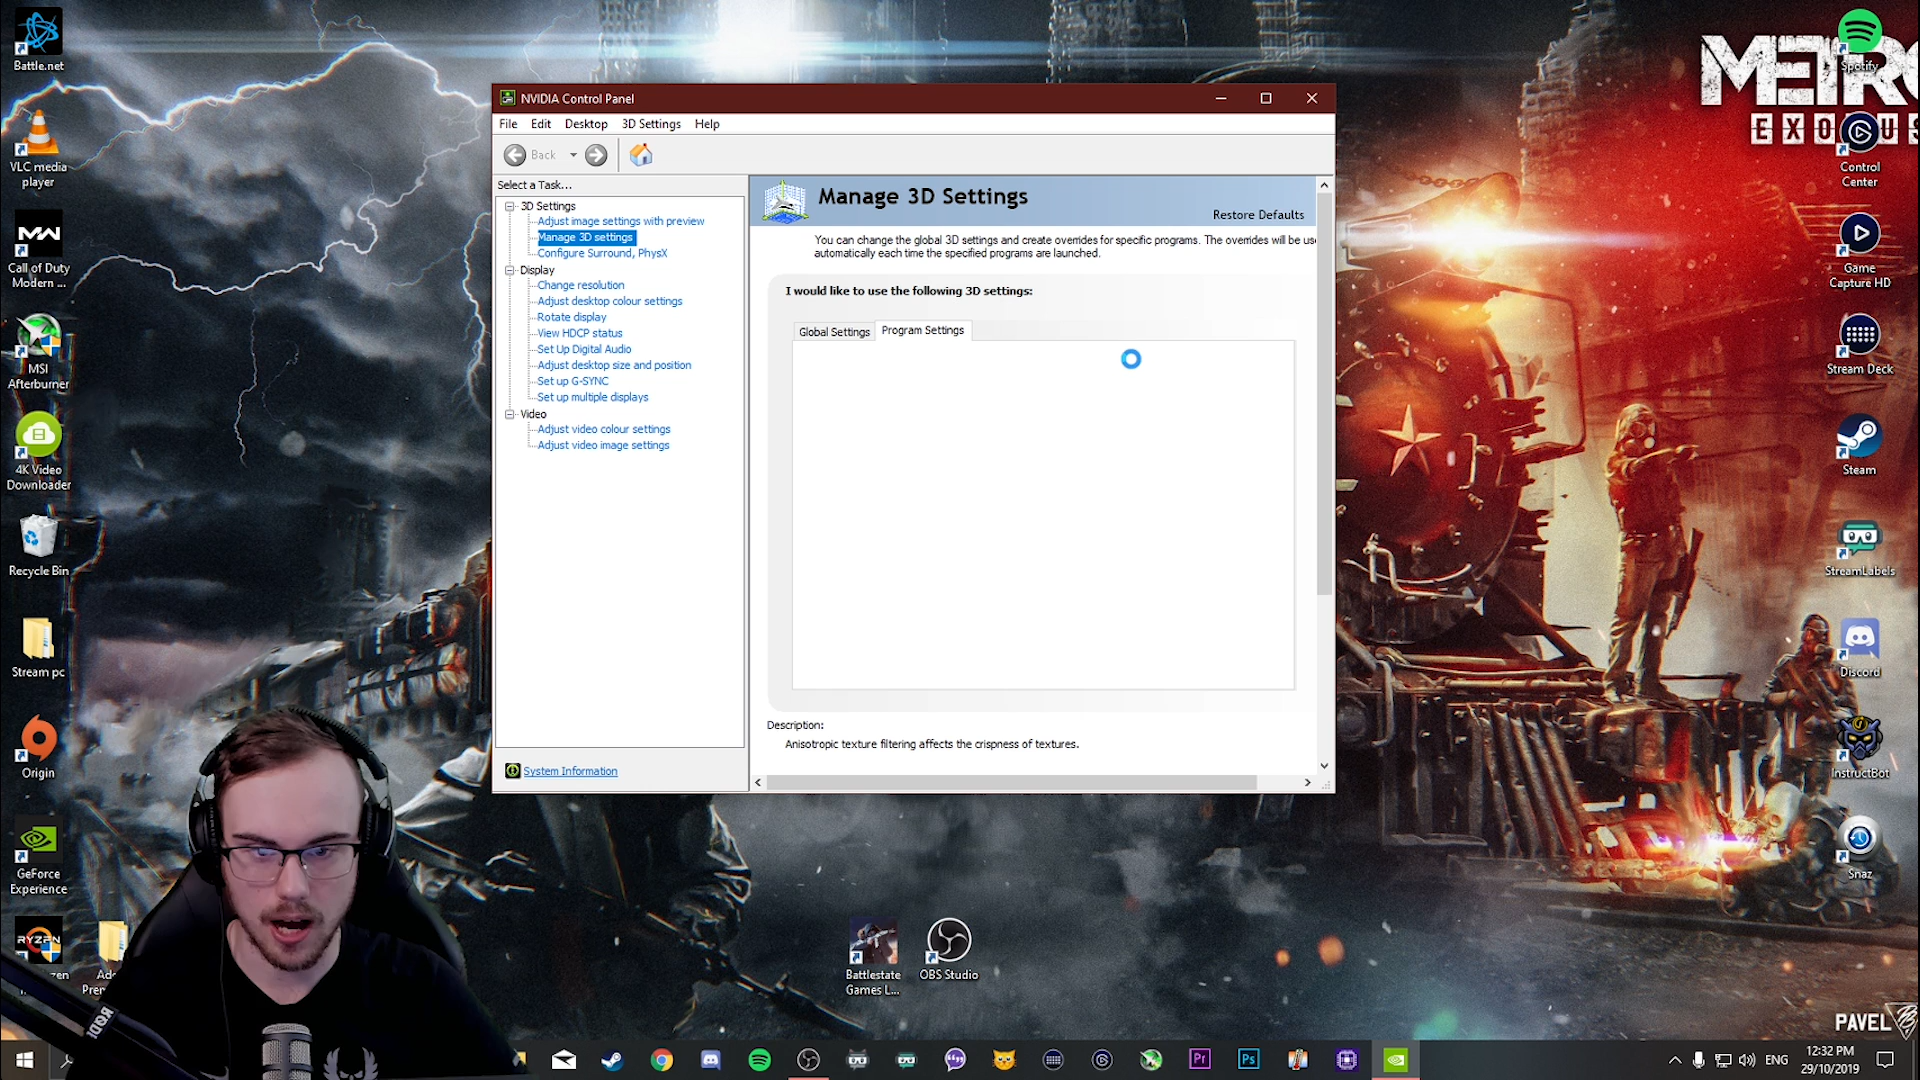 Battle.net
VLC media
player
Call of Duty
Modern ...
MSI
Afterburner
4K Video
Downloader
Recycle Bin
Stream pc
Origin
GeForce
Experience
RYZEN
NVIDIA Control Panel
File Edit Desktop 3D Settings Help
Back
Select a Task...
3D Settings
Adjust image settings with preview
Manage 3D settings
Configure Surround, PhysX
Display
Change resolution
Adjust desktop colour settings
Rotate display
View HDCP status
Set Up Digital Audio
Adjust desktop size and position
Set up G-SYNC
Set up multiple displays
Video
Adjust video colour settings
Adjust video image settings
System Information
Manage 3D Settings
Restore Defaults
You can change the global 3D settings and create overrides for specific programs. The overrides will be use
automatically each time the specified programs are launched.
I would like to use the following 3D settings:
Global Settings
Program Settings
Description:
Anisotropic texture filtering affects the crispness of textures.
METRO
EXODUS
Spotify
Control
Center
Game
Capture HD
Stream Deck
Steam
StreamLabels
Discord
InstructBot
Snaz
Battlestate
Games L...
OBS Studio
PAVEL
Pr
Ps
ENG
12:32 PM
29/10/2019